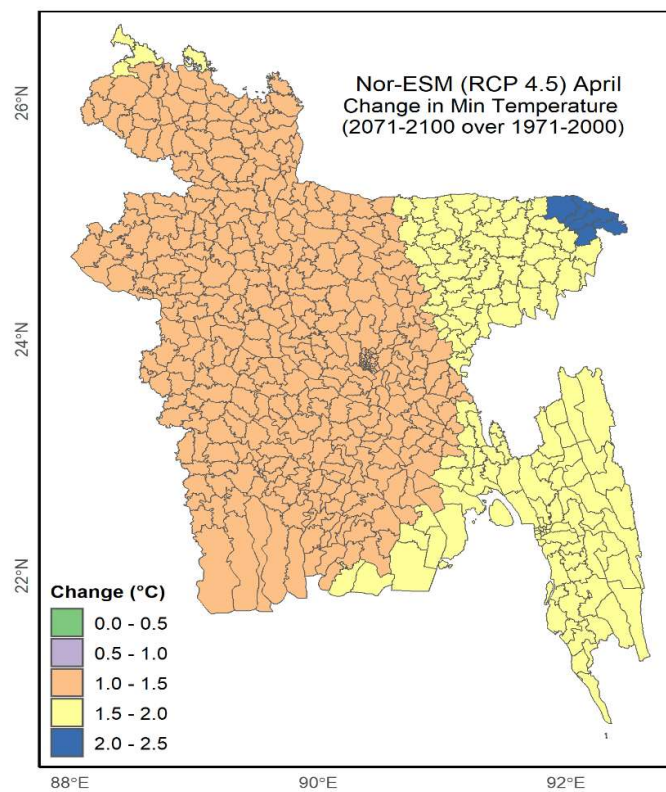 Nor-ESM (RCP 4.5) April
Change in Min Temperature
(2071-2100 over 1971-2000)
26°N
24°N
22°N
Change (°C)
0.0 - 0.5
0.5 - 1.0
1.0 - 1.5
1.5 - 2.0
2.0 - 2.5
88°E
90°E
92°E